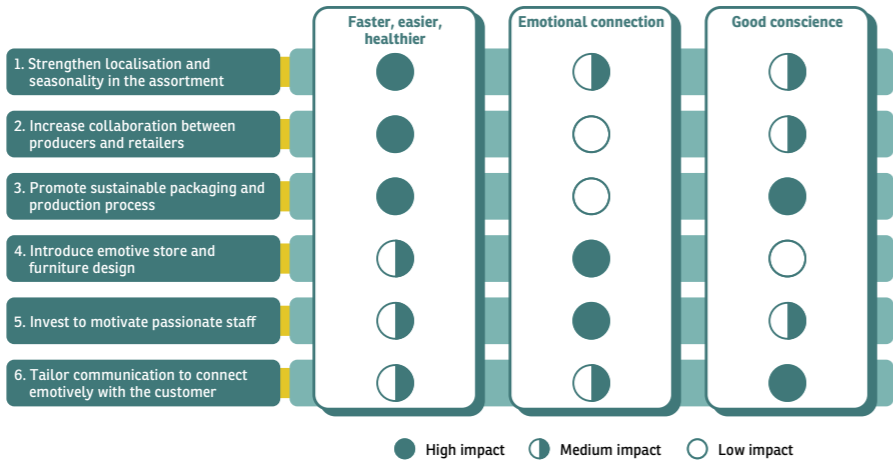 Faster, easier,
healthier
Emotional connection
Good conscience
1. Strengthen localisation and
seasonality in the assortment
2. Increase collaboration between
producers and retailers
3. Promote sustainable packaging and
production process
4. Introduce emotive store and
furniture design
5. Invest to motivate passionate staff
6. Tailor communication to connect
emotively with the customer
High impact
Medium impact
Low impact